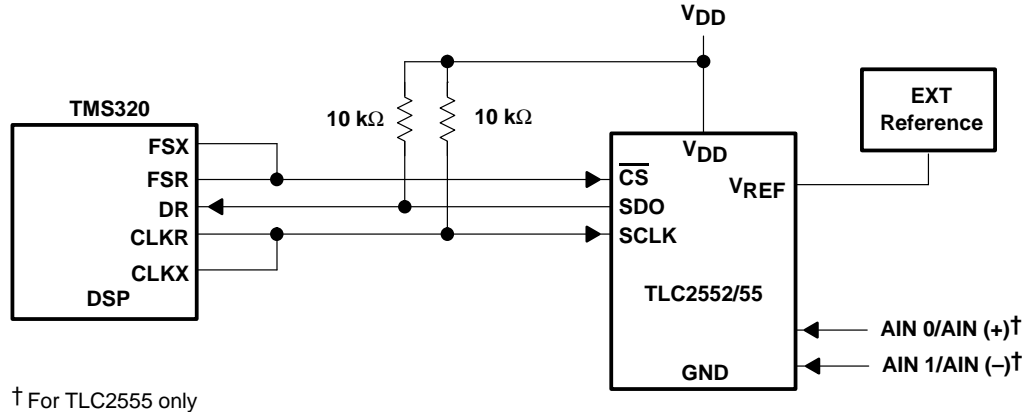 VDD
TMS320
FSX
FSR
DR
CLKR
CLKX
DSP
10 kΩ
10 kΩ
VDD
CS
SDO
SCLK
VREF
TLC2552/55
GND
EXT
Reference
AIN 0/AIN (+)†
AIN 1/AIN (–)†
† For TLC2555 only